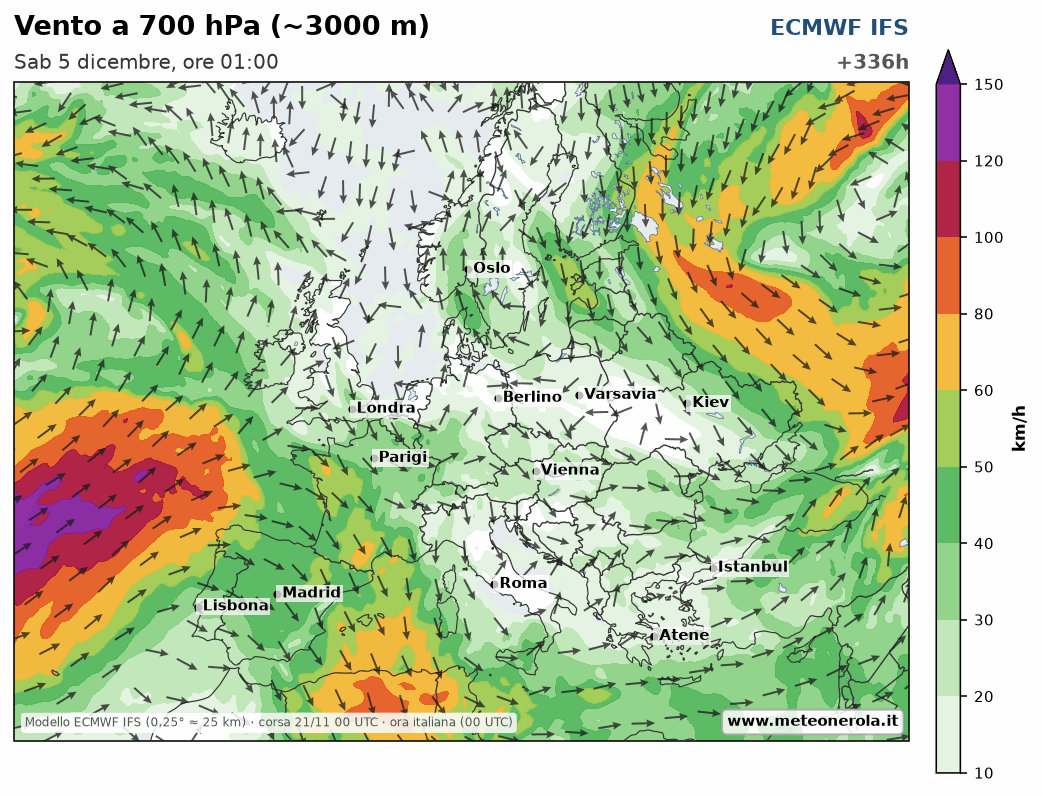 Vento a 700 hPa (~3000 m)
ECMWF IFS
Sab 5 dicembre, ore 01:00
+336h
150
120
100
80
60
50
40
30
20
10
km/h
Oslo
Berlino
Varsavia
Kiev
Londra
Parigi
Vienna
Istanbul
Roma
Madrid
Lisbona
Atene
Modello ECMWF IFS (0,25° ≈ 25 km) · corsa 21/11 00 UTC · ora italiana (00 UTC)
www.meteonerola.it